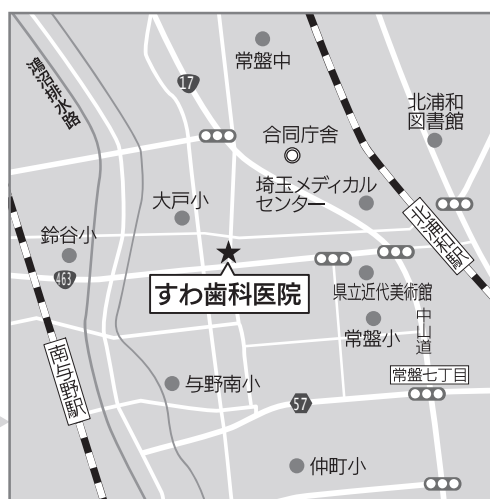 常盤中
鴻沼排水路
17
北浦和
図書館
合同庁舎
埼玉メディカル
センター
大戸小
北浦和駅
鈴谷小
463
すわ歯科医院
県立近代美術館
中山道
常盤小
南与野駅
常盤七丁目
与野南小
57
仲町小